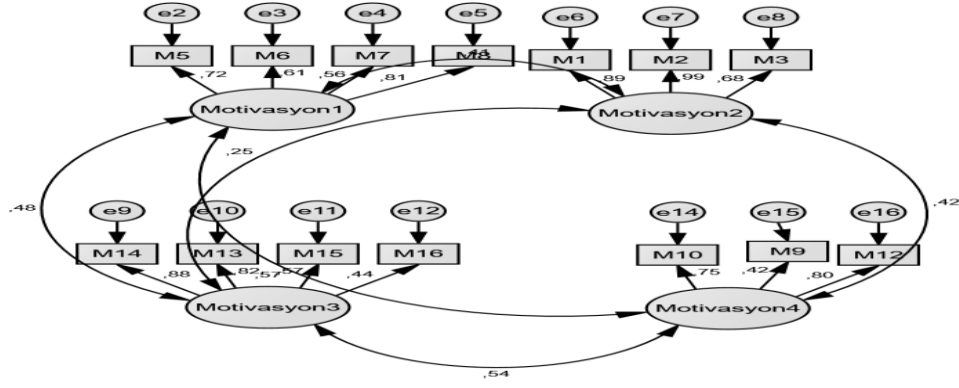 e2 e3 e4 e5 e6 e7 e8
M5 M6 M7 M8 M1 M2 M3
,72 ,61 ,56 ,81 ,41 ,89 ,99 ,68
Motivasyon1 Motivasyon2
,25
,48 ,42
e9 e10 e11 e12 e14 e15 e16
M14 M13 M15 M16 M10 M9 M12
,88 ,82 ,57 ,57 ,44 ,75 ,42 ,80
Motivasyon3 Motivasyon4
,54